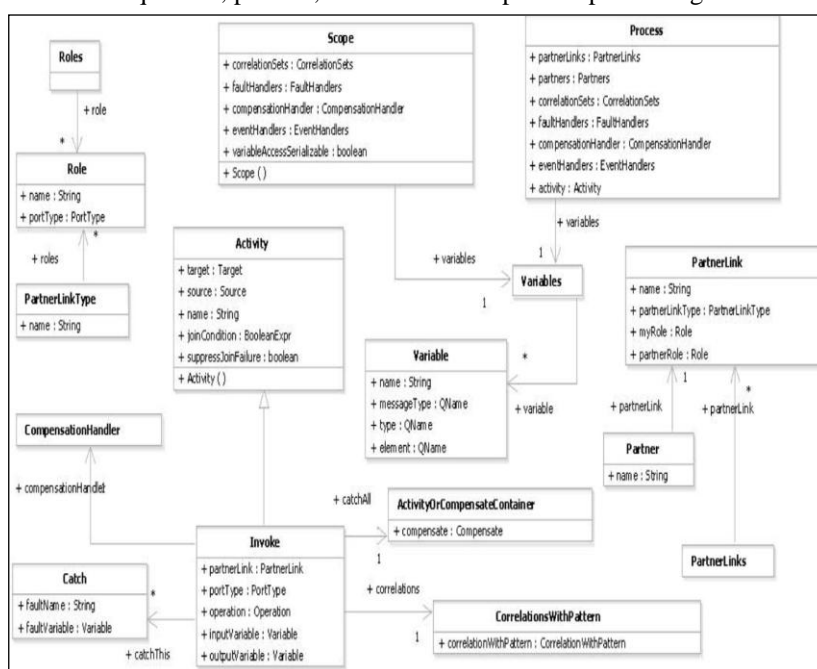 Roles
+ role
*
Role
+ name : String
+ portType : PortType
*
+ roles
PartnerLinkType
+ name : String
Scope
+ correlationSets : CorrelationSets
+ faultHandlers : FaultHandlers
+ compensationHandler : CompensationHandler
+ eventHandlers : EventHandlers
+ variableAccessSerializable : boolean
+ Scope ( )
Process
+ partnerLinks : PartnerLinks
+ partners : Partners
+ correlationSets : CorrelationSets
+ faultHandlers : FaultHandlers
+ compensationHandler : CompensationHandler
+ eventHandlers : EventHandlers
+ activity : Activity
+ variables
1
+ variables
1
Variables
Activity
+ target : Target
+ source : Source
+ name : String
+ joinCondition : BooleanExpr
+ suppressJoinFailure : boolean
+ Activity ( )
PartnerLink
+ name : String
+ partnerLinkType : PartnerLinkType
+ myRole : Role
+ partnerRole : Role
*
+ variable
Variable
+ name : String
+ messageType : QName
+ type : QName
+ element : QName
1
+ partnerLink
*
+ partnerLink
Partner
+ name : String
PartnerLinks
CompensationHandler
+ compensationHandler
+ catchAll
1
ActivityOrCompensateContainer
+ compensate : Compensate
Invoke
+ partnerLink : PartnerLink
+ portType : PortType
+ operation : Operation
+ inputVariable : Variable
+ outputVariable : Variable
Catch
+ faultName : String
+ faultVariable : Variable
*
+ catchThis
+ correlations
1
CorrelationsWithPattern
+ correlationWithPattern : CorrelationWithPattern